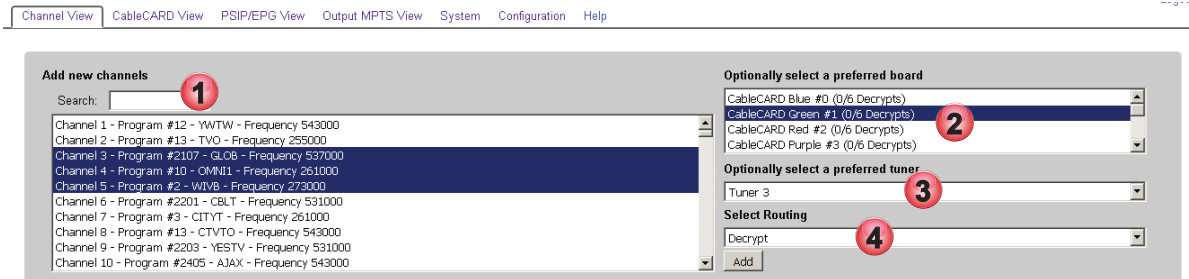 Channel View CableCARD View PSIP/EPG View Output MPTS View System Configuration Help
Add new channels
Search:
1
Channel 1 - Program #12 - YWTW - Frequency 543000
Channel 2 - Program #13 - TVO - Frequency 255000
Channel 3 - Program #2107 - GLOB - Frequency 537000
Channel 4 - Program #10 - OMNI1 - Frequency 261000
Channel 5 - Program #2 - WIVB - Frequency 273000
Channel 6 - Program #2201 - CBLT - Frequency 531000
Channel 7 - Program #3 - CITYT - Frequency 261000
Channel 8 - Program #13 - CTVTO - Frequency 543000
Channel 9 - Program #2203 - YESTV - Frequency 531000
Channel 10 - Program #2405 - AJAX - Frequency 543000
Optionally select a preferred board
CableCARD Blue #0 (0/6 Decrypts)
CableCARD Green #1 (0/6 Decrypts)
2
CableCARD Red #2 (0/6 Decrypts)
CableCARD Purple #3 (0/6 Decrypts)
Optionally select a preferred tuner
Tuner 3
3
Select Routing
Decrypt
4
Add